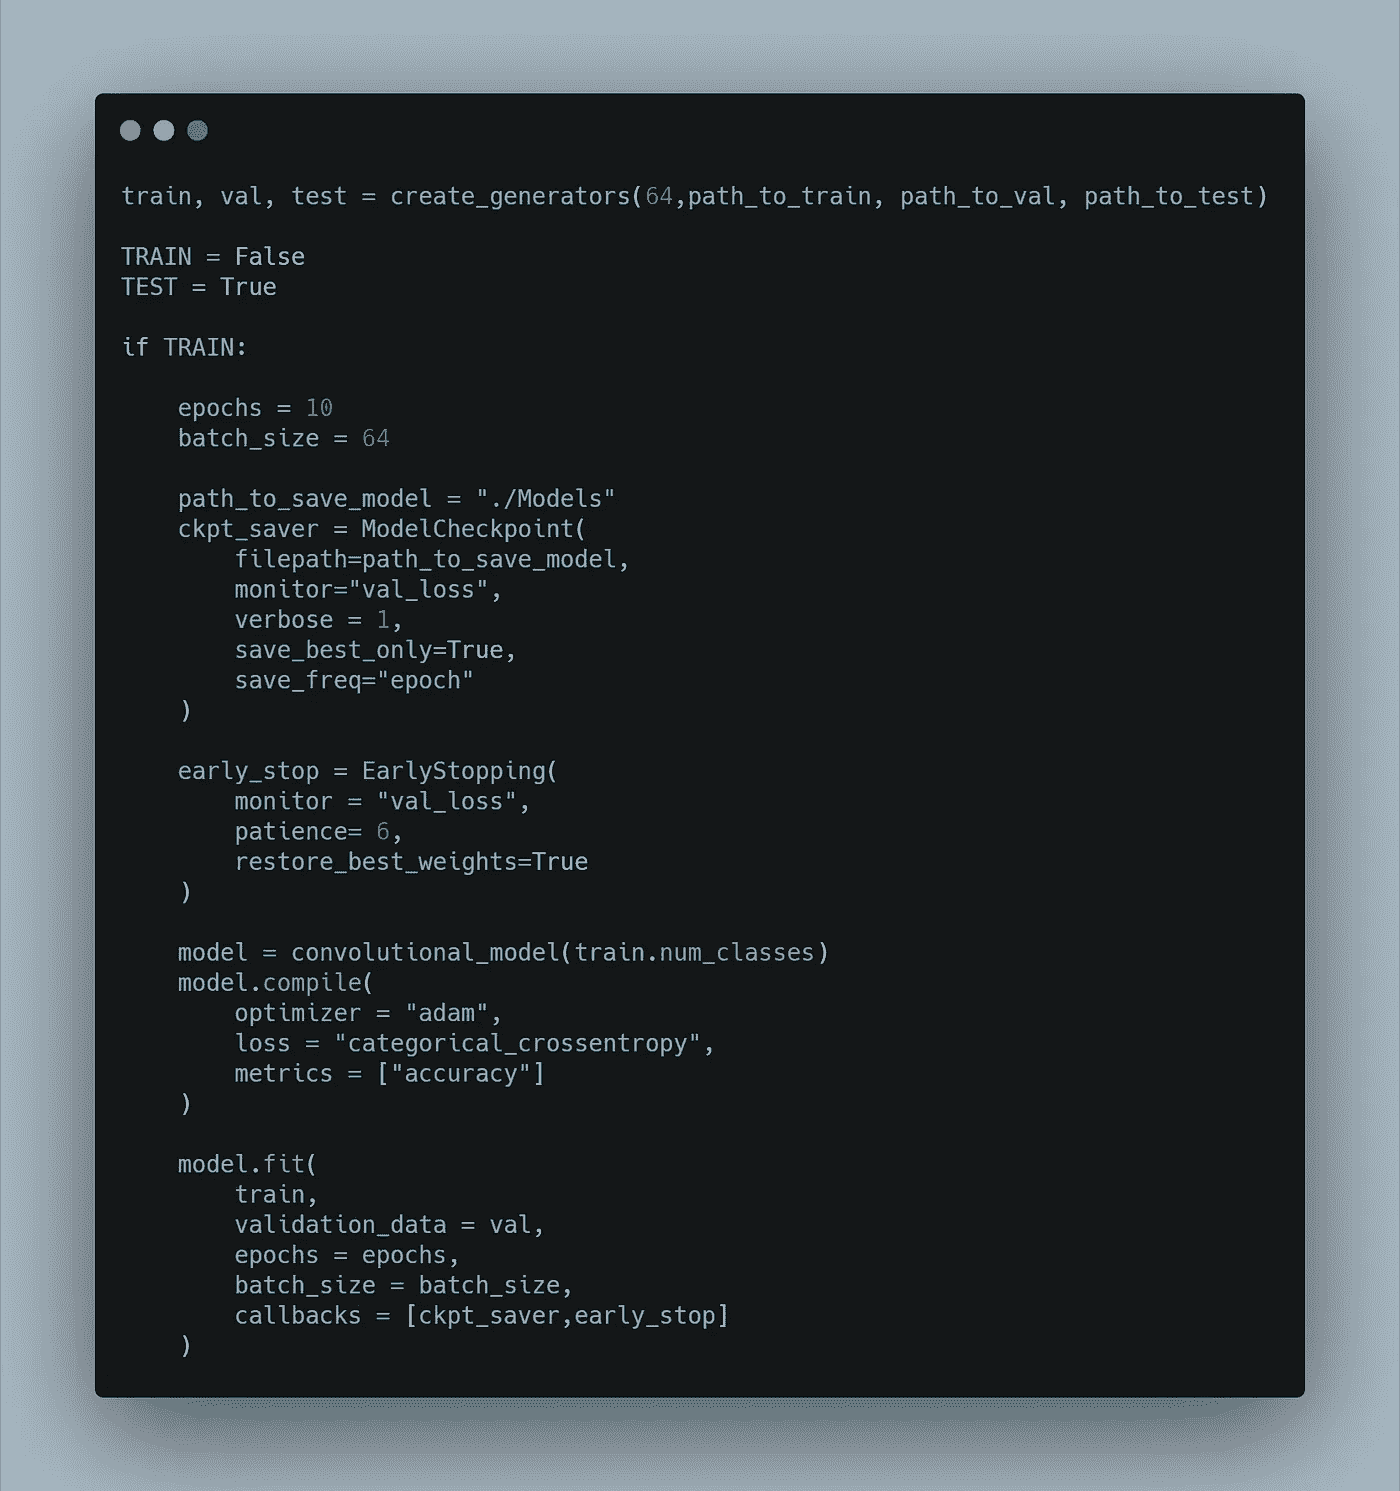 train, val, test = create_generators(64,path_to_train, path_to_val, path_to_test)
TRAIN = False
TEST = True
if TRAIN:
    epochs = 10
    batch_size = 64
    path_to_save_model = "./Models"
    ckpt_saver = ModelCheckpoint(
        filepath=path_to_save_model,
        monitor="val_loss",
        verbose = 1,
        save_best_only=True,
        save_freq="epoch"
    )
    early_stop = EarlyStopping(
        monitor = "val_loss",
        patience= 6,
        restore_best_weights=True
    )
    model = convolutional_model(train.num_classes)
    model.compile(
        optimizer = "adam",
        loss = "categorical_crossentropy",
        metrics = ["accuracy"]
    )
    model.fit(
        train,
        validation_data = val,
        epochs = epochs,
        batch_size = batch_size,
        callbacks = [ckpt_saver,early_stop]
    )